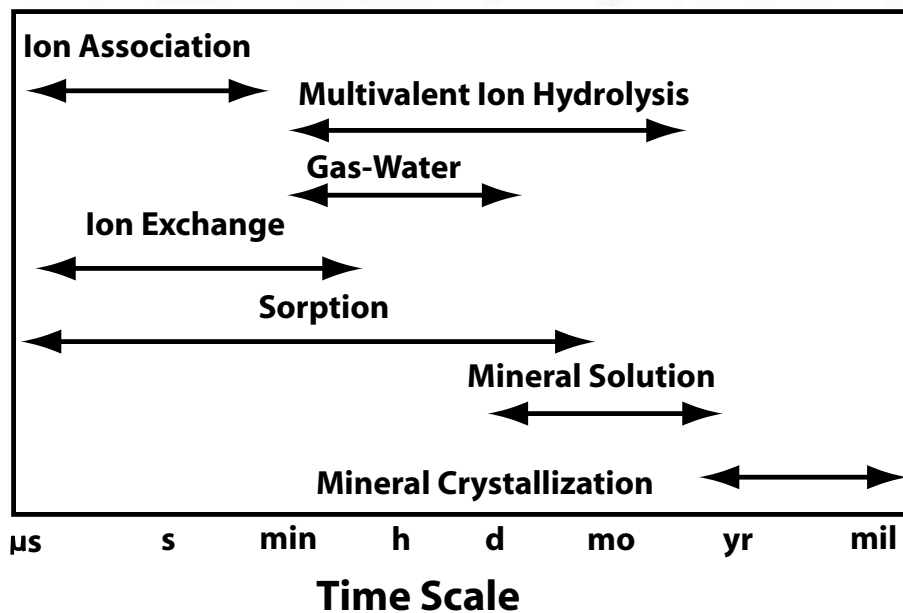 Ion Association
Multivalent Ion Hydrolysis
Gas-Water
Ion Exchange
Sorption
Mineral Solution
Mineral Crystallization
µs s min h d mo yr mil
Time Scale